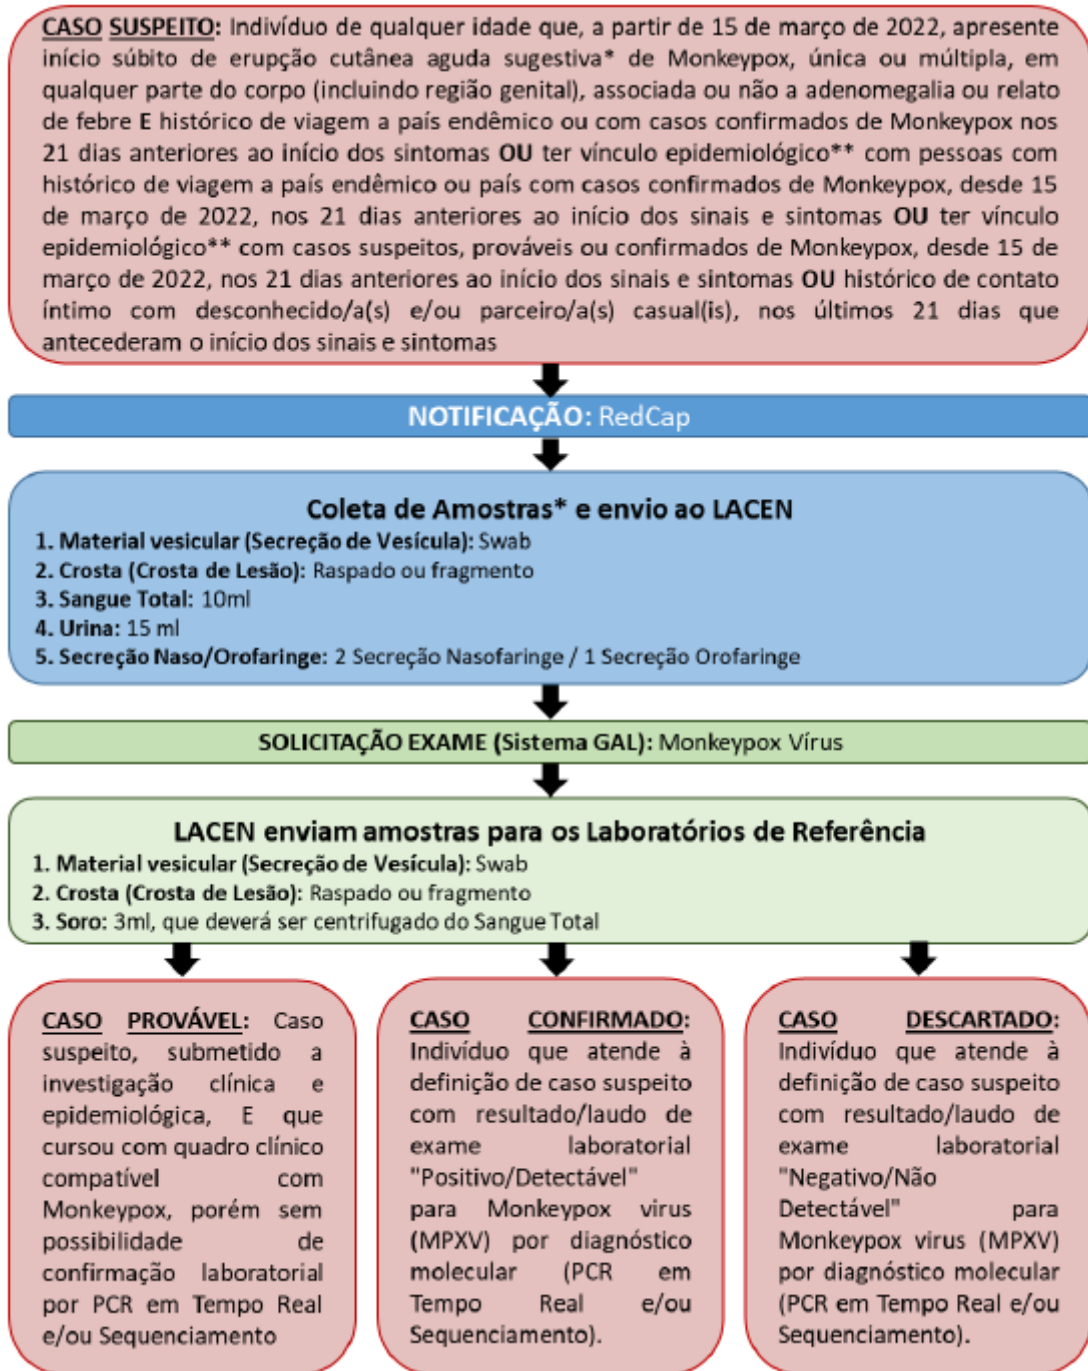 CASO SUSPEITO: Indivíduo de qualquer idade que, a partir de 15 de março de 2022, apresente
início súbito de erupção cutânea aguda sugestiva* de Monkeypox, única ou múltipla, em
qualquer parte do corpo (incluindo região genital), associada ou não a adenomegalia ou relato
de febre E histórico de viagem a país endêmico ou com casos confirmados de Monkeypox nos
21 dias anteriores ao início dos sintomas OU ter vínculo epidemiológico** com pessoas com
histórico de viagem a país endêmico ou país com casos confirmados de Monkeypox, desde 15
de março de 2022, nos 21 dias anteriores ao início dos sinais e sintomas OU ter vínculo
epidemiológico** com casos suspeitos, prováveis ou confirmados de Monkeypox, desde 15 de
março de 2022, nos 21 dias anteriores ao início dos sinais e sintomas OU histórico de contato
íntimo com desconhecido/a(s) e/ou parceiro/a(s) casual(is), nos últimos 21 dias que
antecederam o início dos sinais e sintomas
NOTIFICAÇÃO: RedCap
Coleta de Amostras* e envio ao LACEN
1. Material vesicular (Secreção de Vesícula): Swab
2. Crosta (Crosta de Lesão): Raspado ou fragmento
3. Sangue Total: 10ml
4. Urina: 15 ml
5. Secreção Naso/Orofaringe: 2 Secreção Nasofaringe / 1 Secreção Orofaringe
SOLICITAÇÃO EXAME (Sistema GAL): Monkeypox Vírus
LACEN enviam amostras para os Laboratórios de Referência
1. Material vesicular (Secreção de Vesícula): Swab
2. Crosta (Crosta de Lesão): Raspado ou fragmento
3. Soro: 3ml, que deverá ser centrifugado do Sangue Total
CASO PROVÁVEL: Caso
suspeito, submetido a
investigação clínica e
epidemiológica, E que
cursou com quadro clínico
compatível com
Monkeypox, porém sem
possibilidade de
confirmação laboratorial
por PCR em Tempo Real
e/ou Sequenciamento
CASO CONFIRMADO:
Indivíduo que atende à
definição de caso suspeito
com resultado/laudo de
exame laboratorial
"Positivo/Detectável"
para Monkeypox virus
(MPXV) por diagnóstico
molecular (PCR em
Tempo Real e/ou
Sequenciamento).
CASO DESCARTADO:
Indivíduo que atende à
definição de caso suspeito
com resultado/laudo de
exame laboratorial
"Negativo/Não
Detectável" para
Monkeypox virus (MPXV)
por diagnóstico molecular
(PCR em Tempo Real e/ou
Sequenciamento).